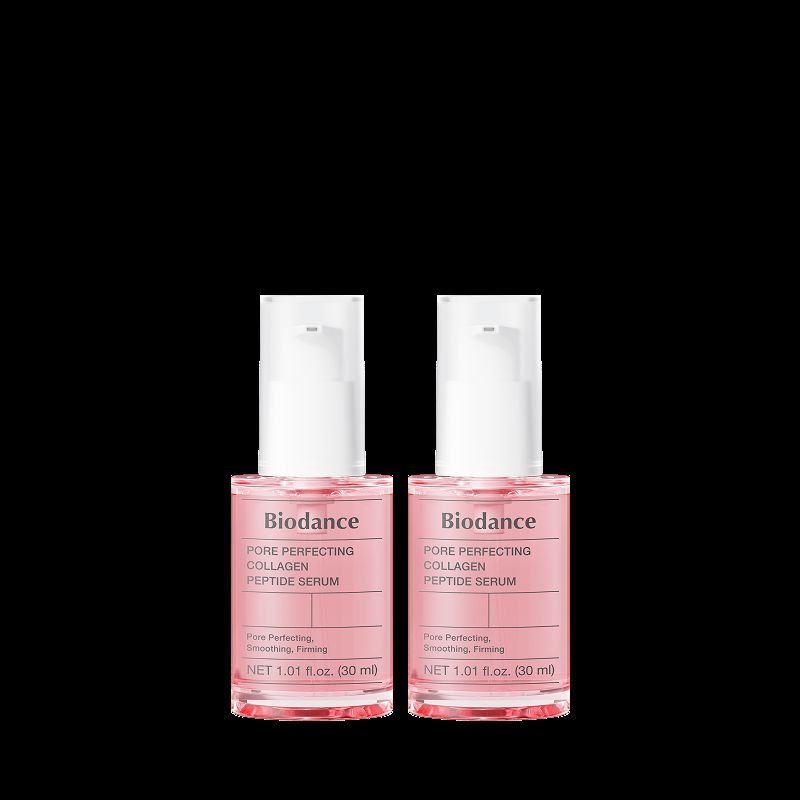 Biodance
PORE PERFECTING
COLLAGEN
PEPTIDE SERUM
Pore Perfecting,
Smoothing, Firming
NET 1.01 fl.oz. (30 ml)
Biodance
PORE PERFECTING
COLLAGEN
PEPTIDE SERUM
Pore Perfecting,
Smoothing, Firming
NET 1.01 fl.oz. (30 ml)